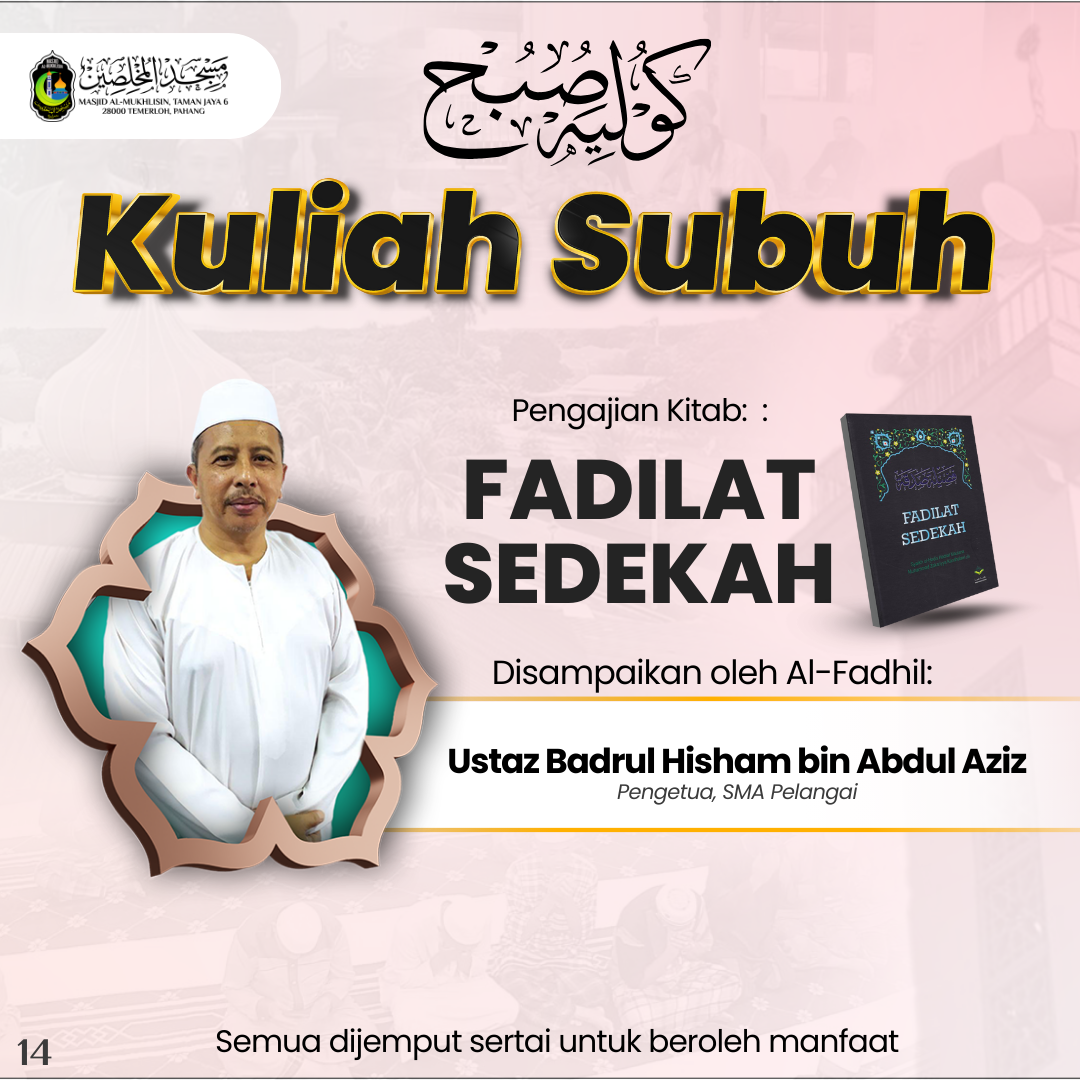 مسجد المخلصين
MASJID AL-MUKHLISIN, TAMAN JAYA 6
28000 TEMERLOH, PAHANG
كوليه صبح
Kuliah Subuh
Pengajian Kitab:  :
FADILAT
SEDEKAH
FADILAT
SEDEKAH
Disampaikan oleh Al-Fadhil:
Ustaz Badrul Hisham bin Abdul Aziz
Pengetua, SMA Pelangai
Semua dijemput sertai untuk beroleh manfaat
14